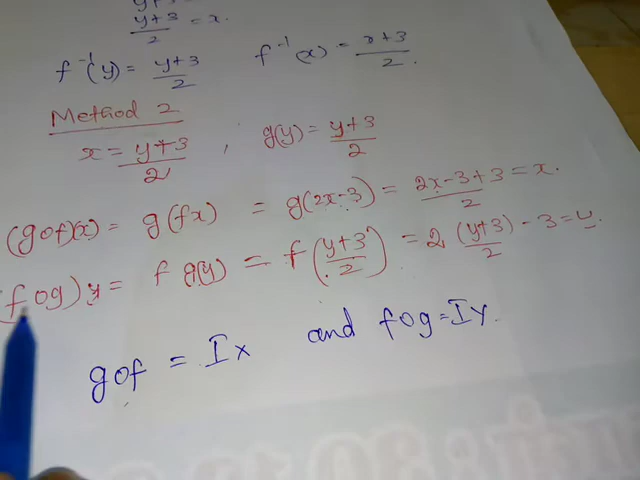 y+3/2 = x.
f⁻¹(y) = y+3/2 f⁻¹(x) = x+3/2.
Method 2
x = y+3/2 , g(y) = y+3/2
(gof)(x) = g(fx) = g(2x-3) = 2x-3+3/2 = x.
(fog)y = f g(y) = f(y+3/2) = 2 (y+3)/2 - 3 = y.
gof = Ix and fog = Iy.